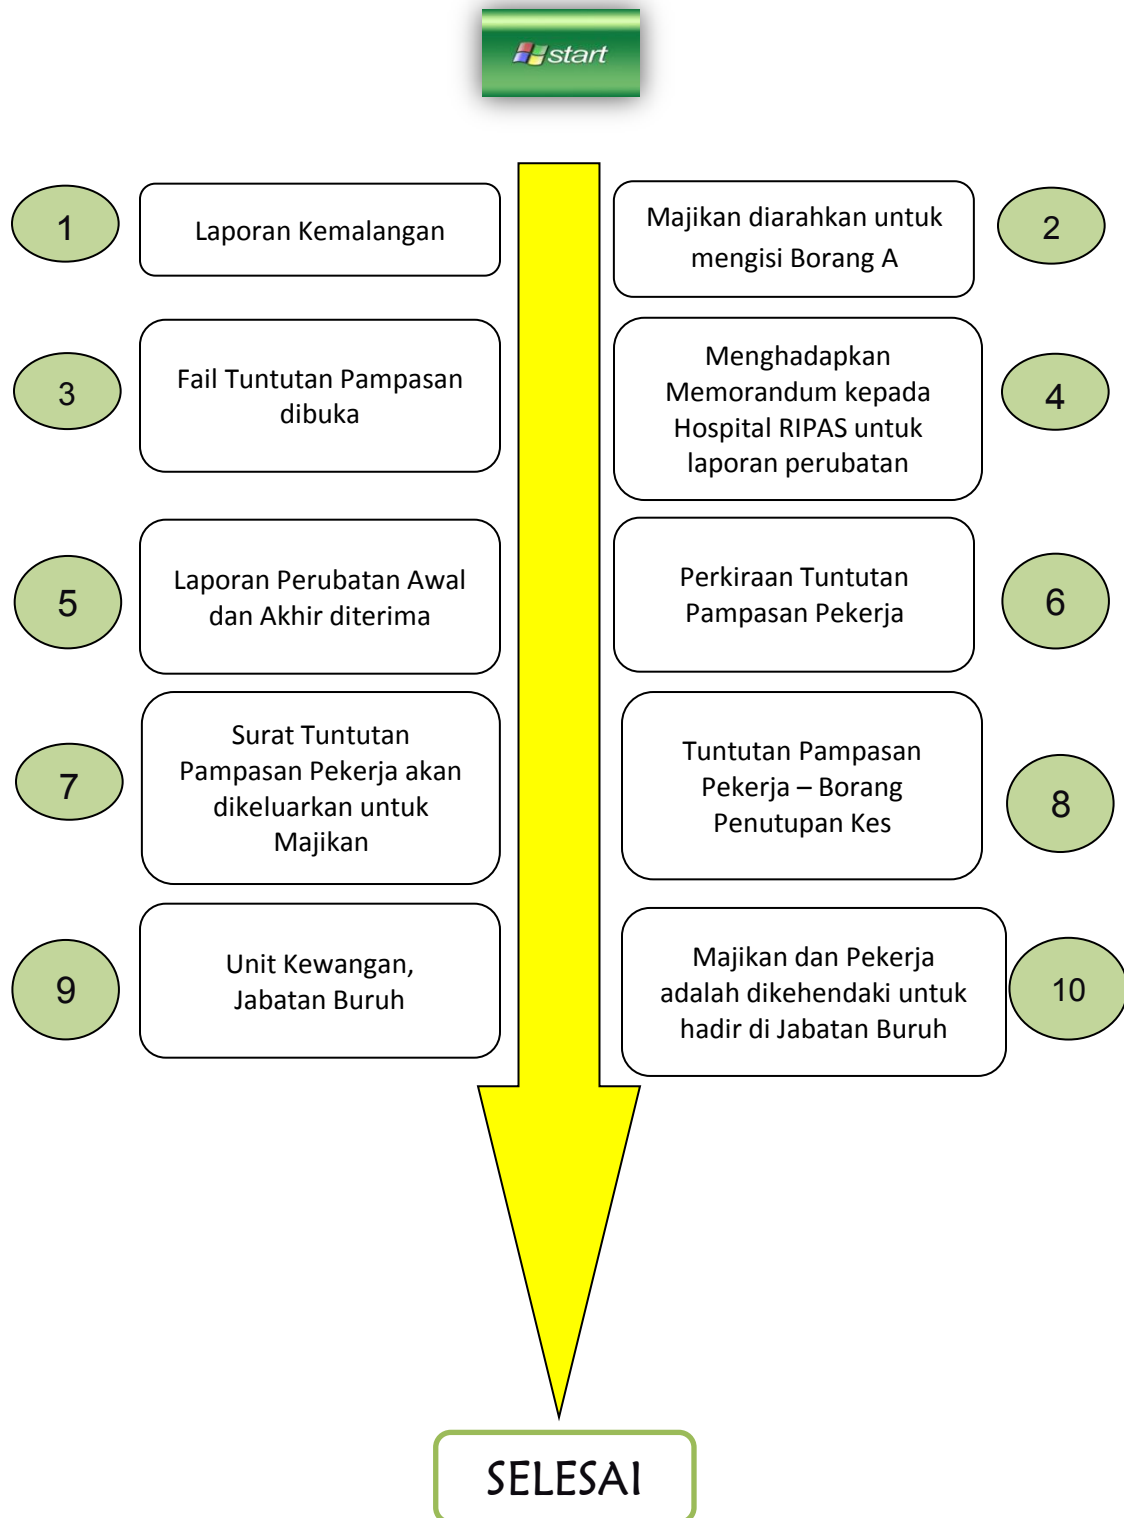 start
1
Laporan Kemalangan
2
Majikan diarahkan untuk
mengisi Borang A
3
Fail Tuntutan Pampasan
dibuka
4
Menghadapkan
Memorandum kepada
Hospital RIPAS untuk
laporan perubatan
5
Laporan Perubatan Awal
dan Akhir diterima
6
Perkiraan Tuntutan
Pampasan Pekerja
7
Surat Tuntutan
Pampasan Pekerja akan
dikeluarkan untuk
Majikan
8
Tuntutan Pampasan
Pekerja – Borang
Penutupan Kes
9
Unit Kewangan,
Jabatan Buruh
10
Majikan dan Pekerja
adalah dikehendaki untuk
hadir di Jabatan Buruh
SELESAI